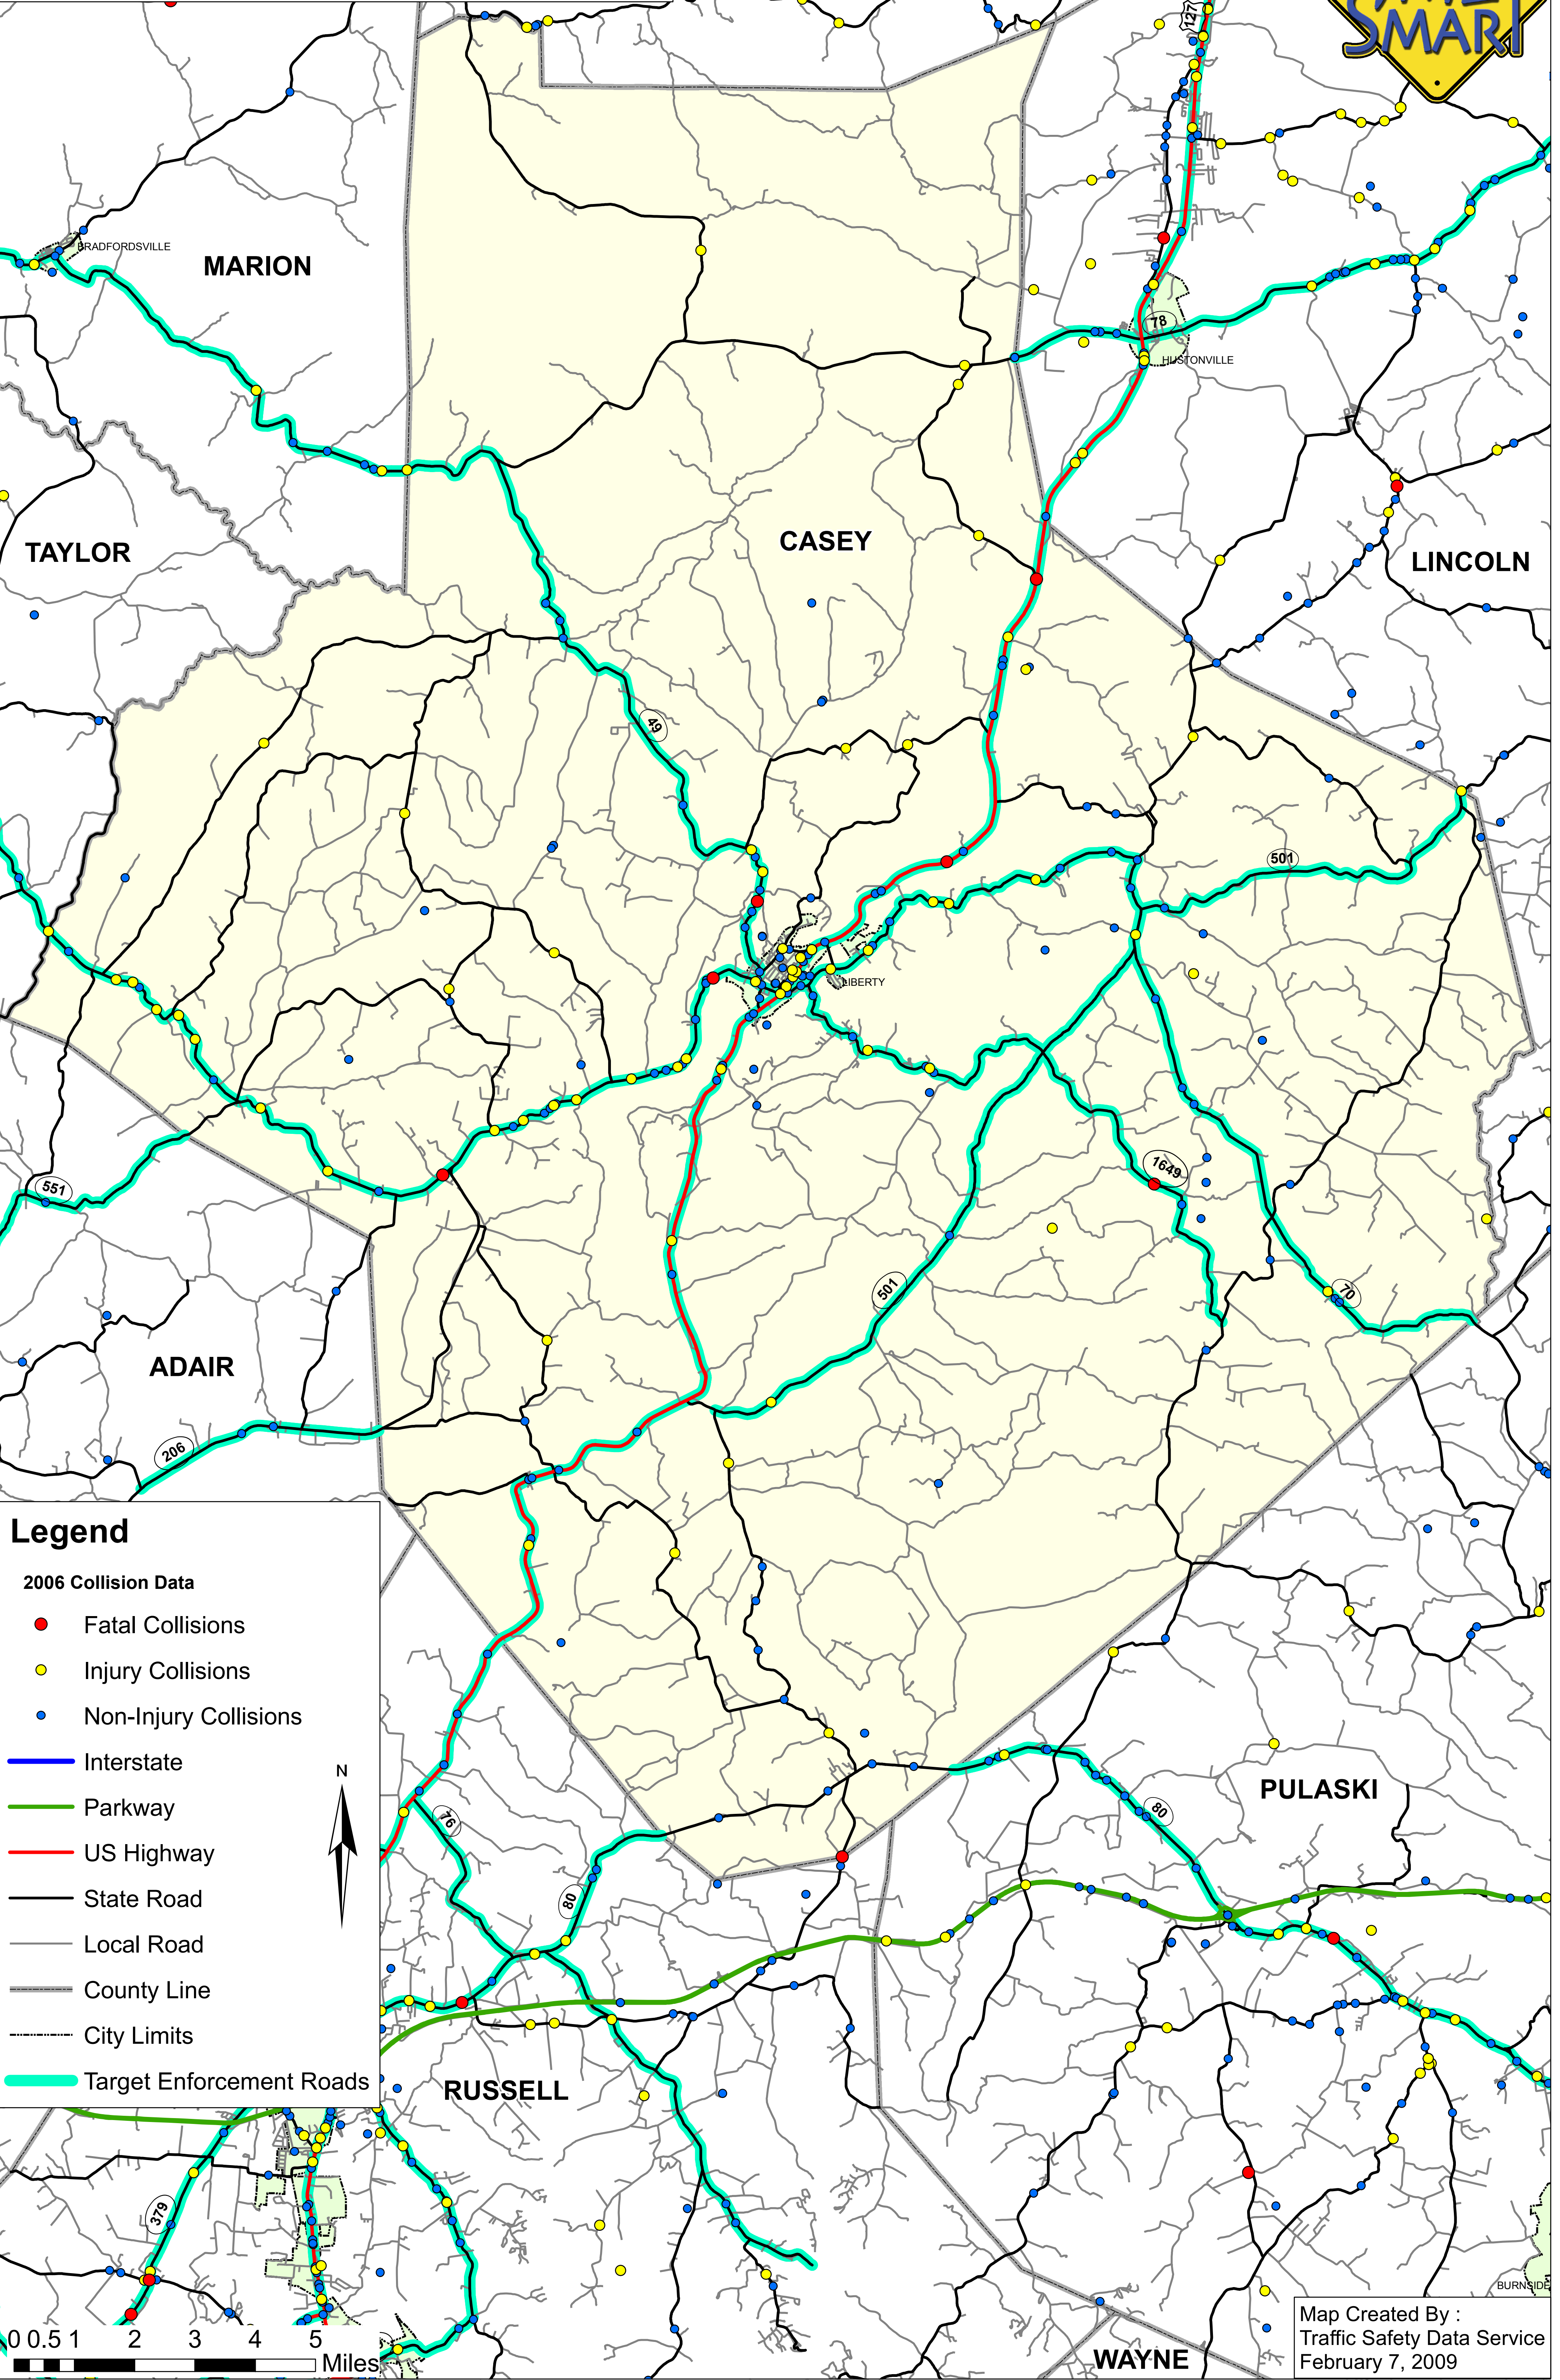 SMART
127
BRADFORDSVILLE
MARION
78
HUSTONVILLE
CASEY
TAYLOR
LINCOLN
49
501
LIBERTY
551
1649
501
70
ADAIR
206
Legend
2006 Collision Data
Fatal Collisions
Injury Collisions
Non-Injury Collisions
Interstate
Parkway
US Highway
State Road
Local Road
County Line
City Limits
Target Enforcement Roads
N
76
80
80
PULASKI
RUSSELL
379
BURNSIDE
0 0.5 1 2 3 4 5
Miles
WAYNE
Map Created By :
Traffic Safety Data Service
February 7, 2009